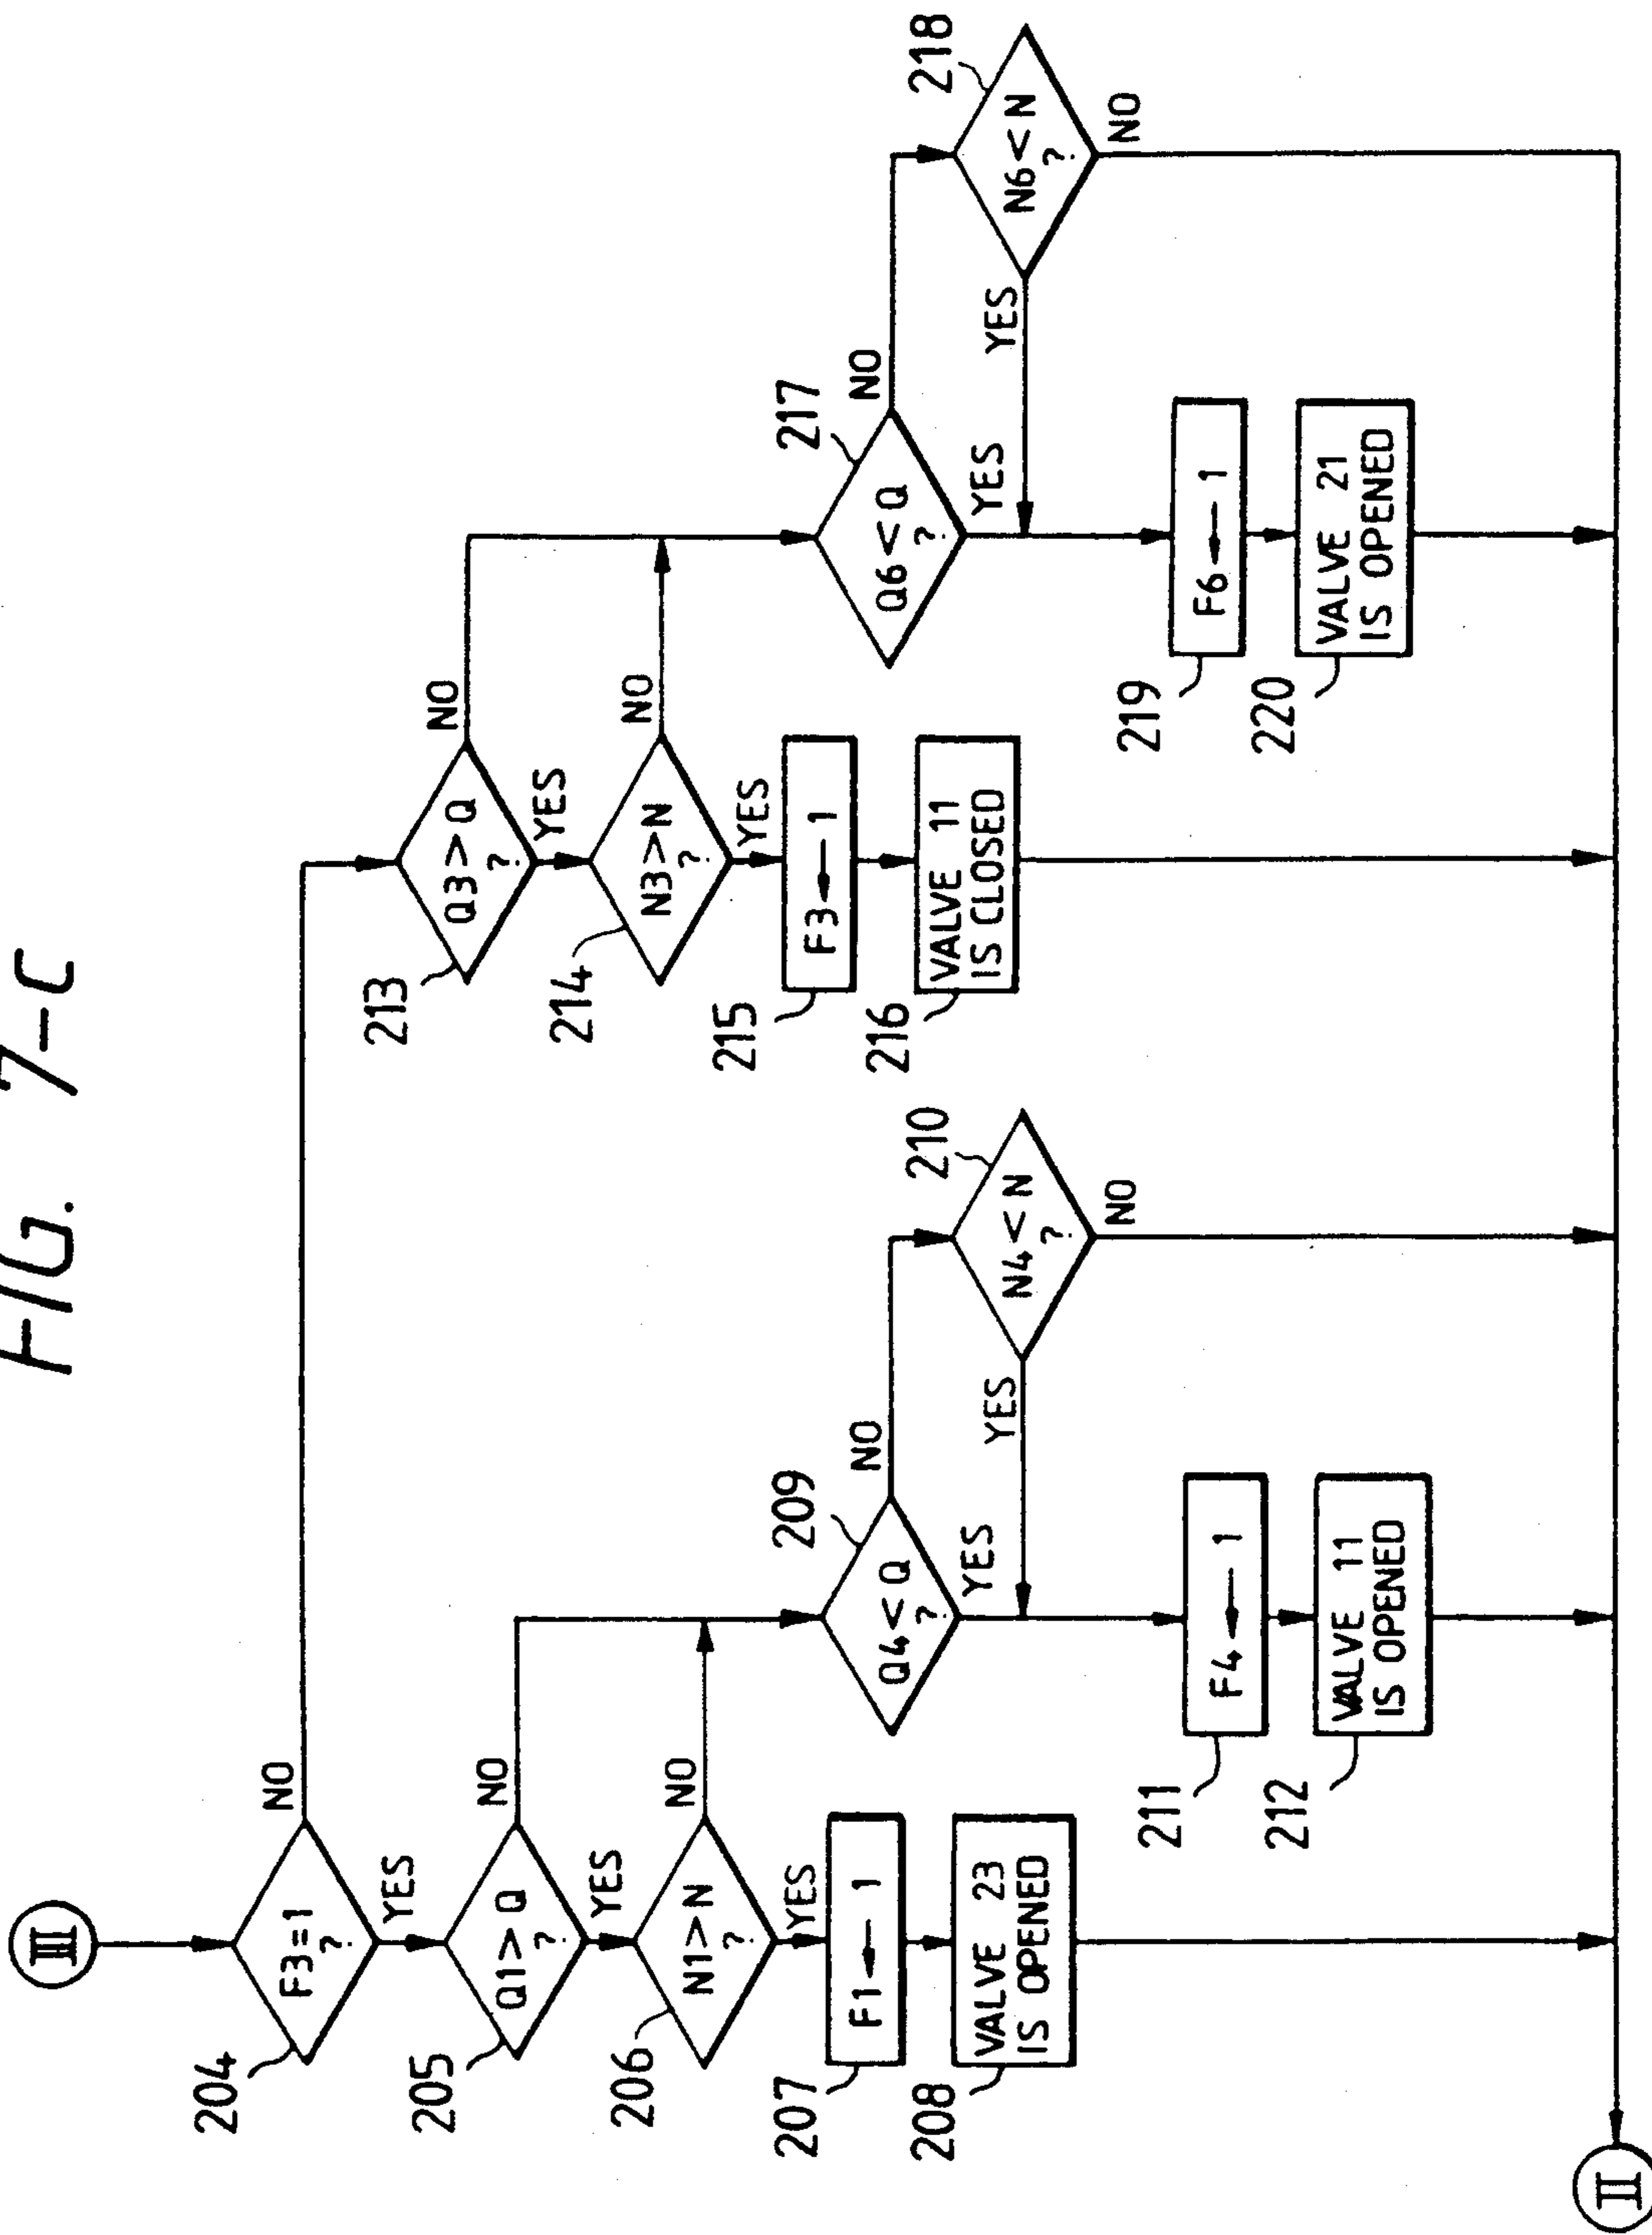 FIG. 7-C
III
204
F3=1
?
NO
YES
205
Q1>Q
?
NO
YES
206
N1>N
?
NO
YES
207
F1←1
208
VALVE 23
IS OPENED
209
Q4<Q
?
NO
YES
210
N4<N
?
YES
NO
211
F4←1
212
VALVE 11
IS OPENED
213
Q3>Q
?
NO
YES
214
N3>N
?
NO
YES
215
F3←1
216
VALVE 11
IS CLOSED
217
Q6<Q
?
NO
YES
218
N6<N
?
YES
NO
219
F6←1
220
VALVE 21
IS OPENED
II